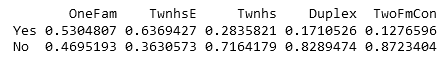 OneFam TwnhsE Twnhs Duplex TwoFmCon
Yes 0.5304807 0.6369427 0.2835821 0.1710526 0.1276596
No 0.4695193 0.3630573 0.7164179 0.8289474 0.8723404